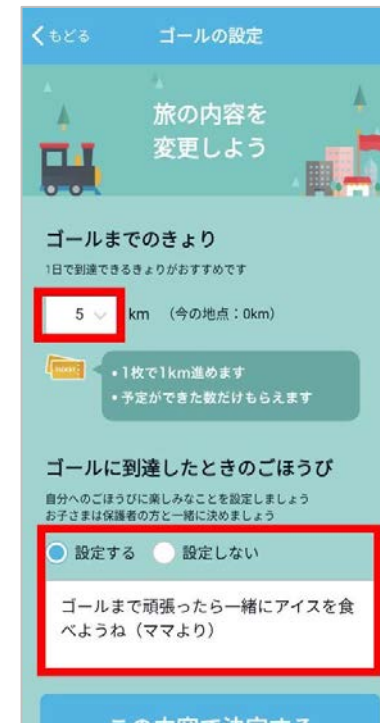 もどる
ゴールの設定
旅の内容を
変更しよう
ゴールまでのきょり
1日で到達できるきょりがおすすめです
5 km （今の地点：0km）
・1枚で1km進めます
・予定ができた数だけもらえます
ゴールに到達したときのごほうび
自分へのごほうびに楽しみなことを設定しましょう
お子さまは保護者の方と一緒に決めましょう
設定する 設定しない
ゴールまで頑張ったら一緒にアイスを食
べようね（ママより）
この内容で決定する